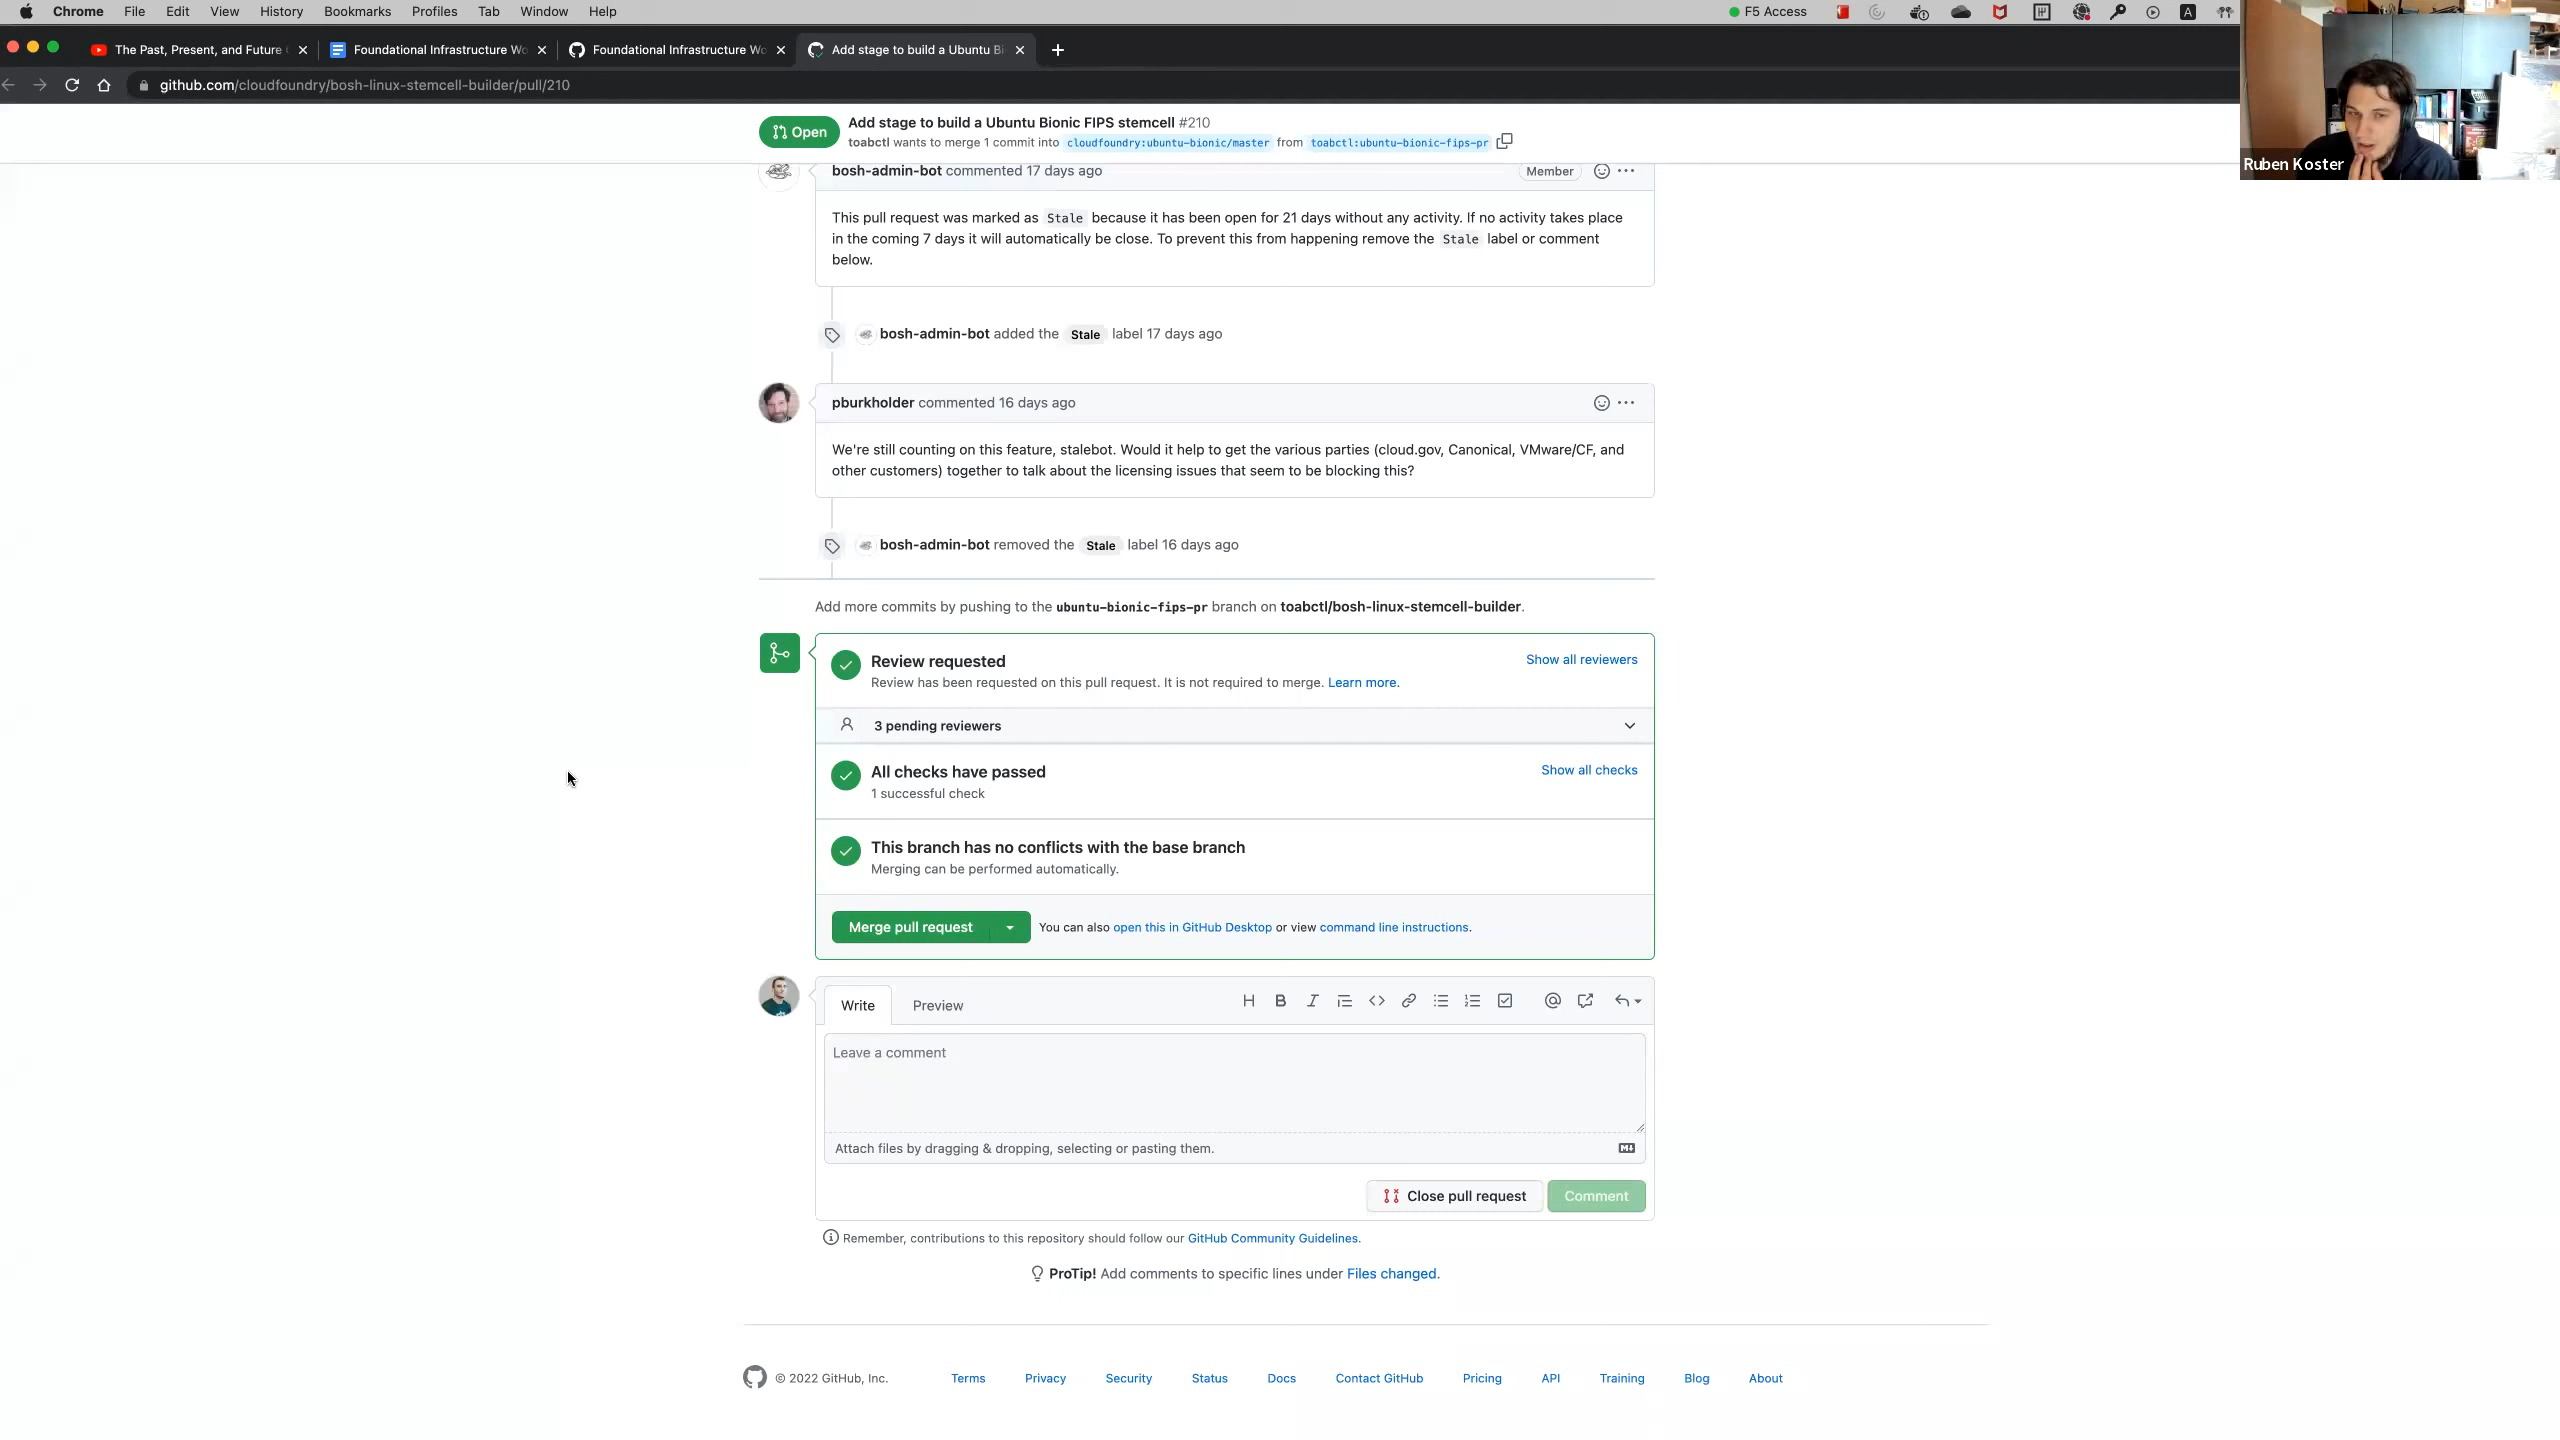 Chrome File Edit View History Bookmarks Profiles Tab Window Help F5 Access A
The Past, Present, and Future Foundational Infrastructure Wo Foundational Infrastructure Wo Add stage to build a Ubuntu Bi
github.com/cloudfoundry/bosh-linux-stemcell-builder/pull/210
Ruben Koster
Open Add stage to build a Ubuntu Bionic FIPS stemcell #210
toabctl wants to merge 1 commit into cloudfoundry:ubuntu-bionic/master from toabctl:ubuntu-bionic-fips-pr
bosh-admin-bot commented 17 days ago Member
This pull request was marked as Stale because it has been open for 21 days without any activity. If no activity takes place
in the coming 7 days it will automatically be close. To prevent this from happening remove the Stale label or comment
below.
bosh-admin-bot added the Stale label 17 days ago
pburkholder commented 16 days ago
We're still counting on this feature, stalebot. Would it help to get the various parties (cloud.gov, Canonical, VMware/CF, and
other customers) together to talk about the licensing issues that seem to be blocking this?
bosh-admin-bot removed the Stale label 16 days ago
Add more commits by pushing to the ubuntu-bionic-fips-pr branch on toabctl/bosh-linux-stemcell-builder.
Review requested Show all reviewers
Review has been requested on this pull request. It is not required to merge. Learn more.
3 pending reviewers
All checks have passed Show all checks
1 successful check
This branch has no conflicts with the base branch
Merging can be performed automatically.
Merge pull request You can also open this in GitHub Desktop or view command line instructions.
Write Preview H B I
Leave a comment
Attach files by dragging & dropping, selecting or pasting them.
Close pull request Comment
Remember, contributions to this repository should follow our GitHub Community Guidelines.
ProTip! Add comments to specific lines under Files changed.
© 2022 GitHub, Inc. Terms Privacy Security Status Docs Contact GitHub Pricing API Training Blog About